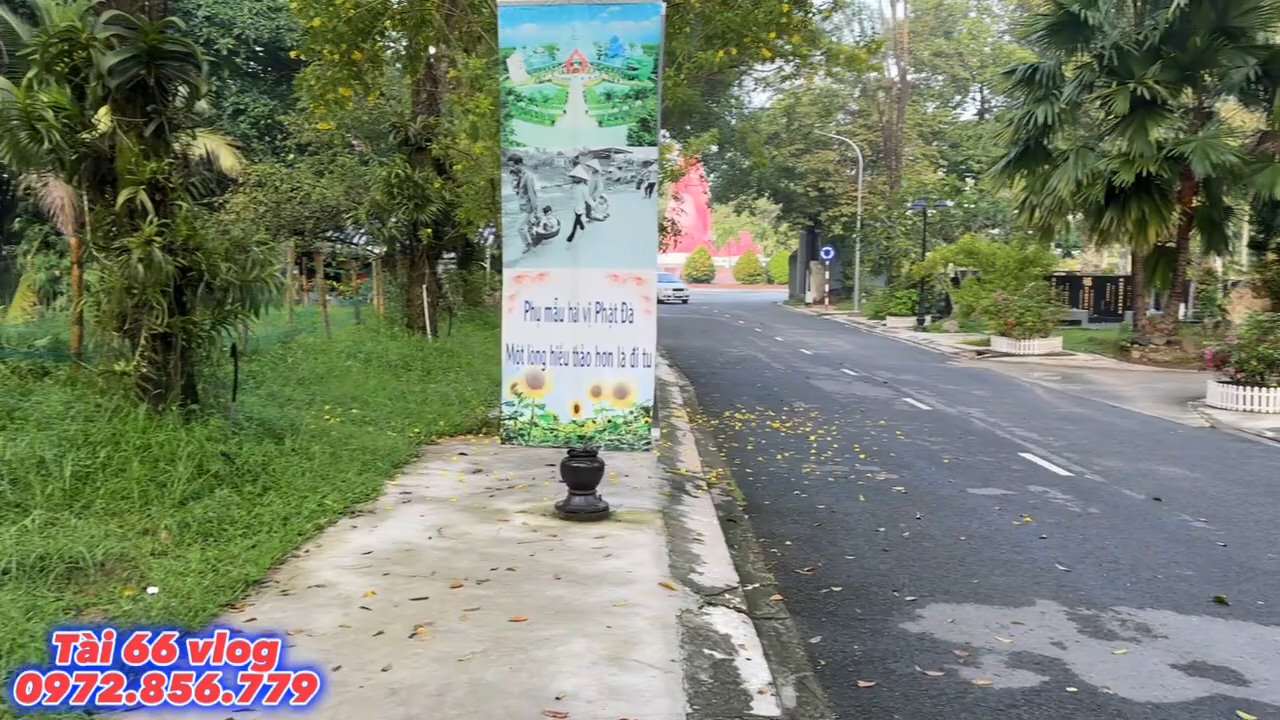 Phụ mẫu hai vị Phật Đà
Một lòng hiếu thảo hơn là đi tu
Tài 66 vlog
0972.856.779